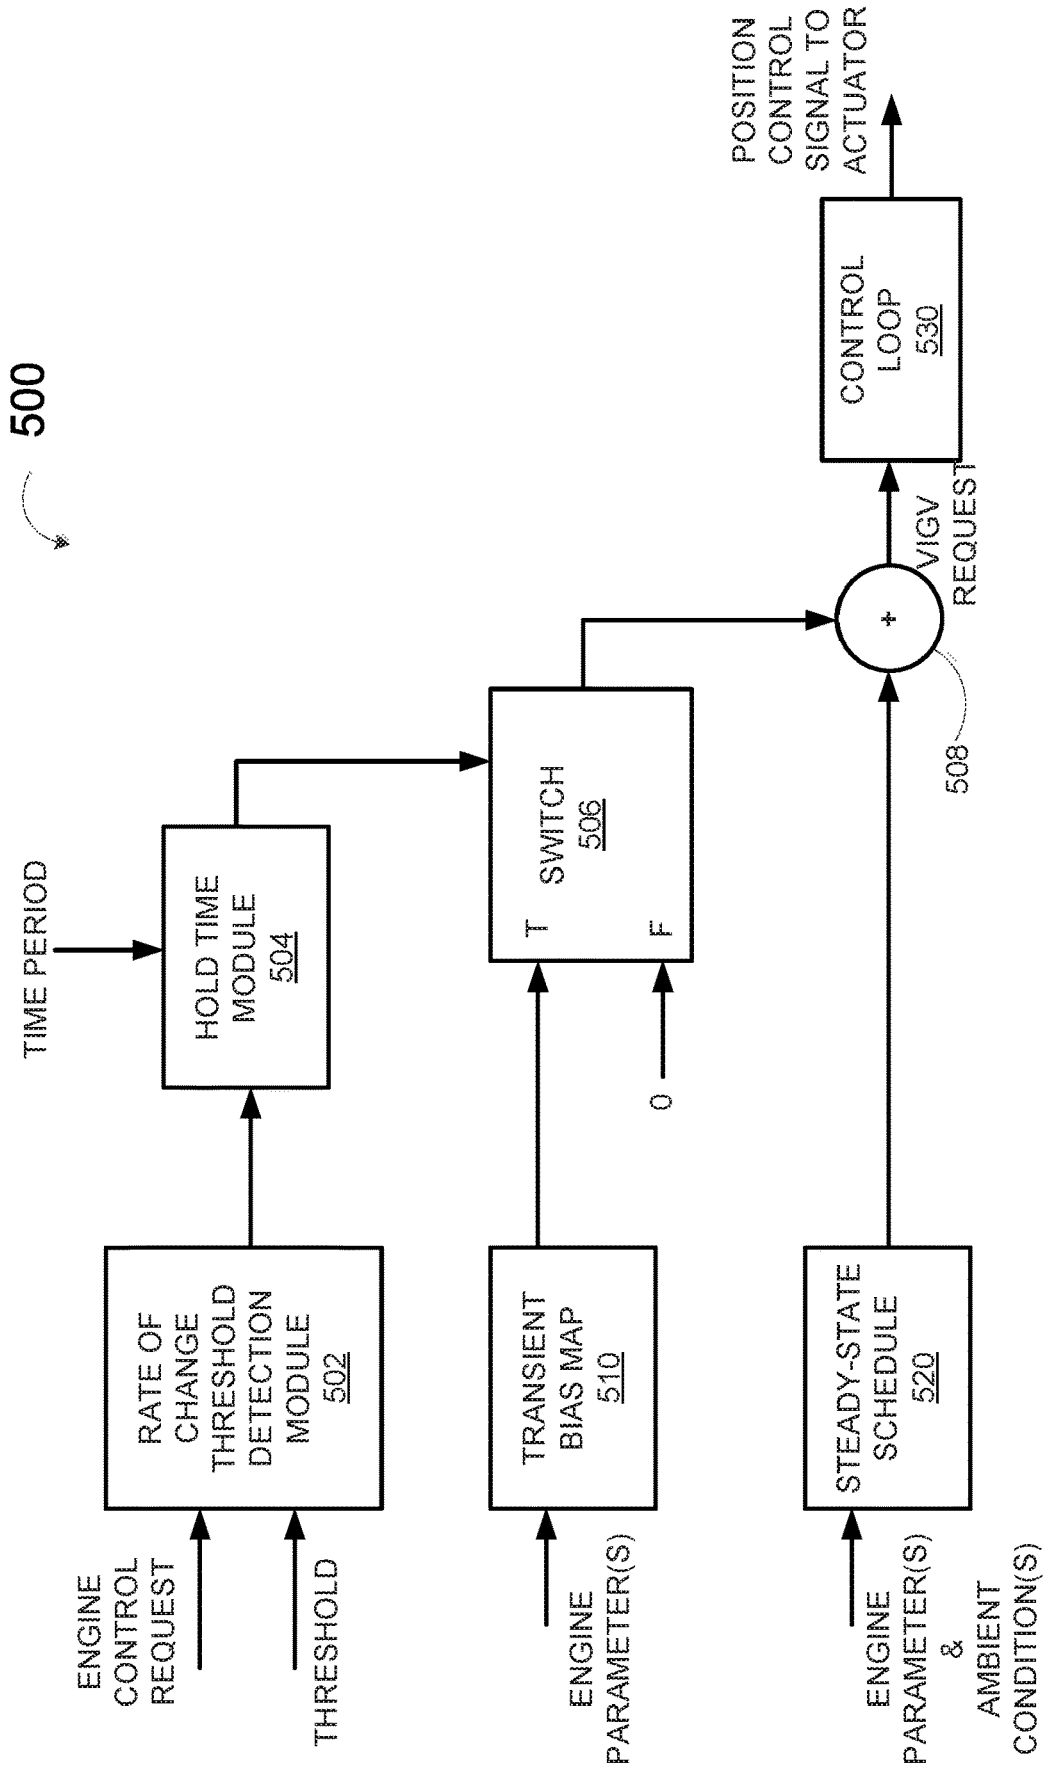 500
TIME PERIOD
ENGINE
CONTROL
REQUEST
THRESHOLD
RATE OF
CHANGE
THRESHOLD
DETECTION
MODULE
502
HOLD TIME
MODULE
504
ENGINE
PARAMETER(S)
TRANSIENT
BIAS MAP
510
0
T
F
SWITCH
506
ENGINE
PARAMETER(S)
&
AMBIENT
CONDITION(S)
STEADY-STATE
SCHEDULE
520
508
+
VIGV
REQUEST
CONTROL
LOOP
530
POSITION
CONTROL
SIGNAL TO
ACTUATOR